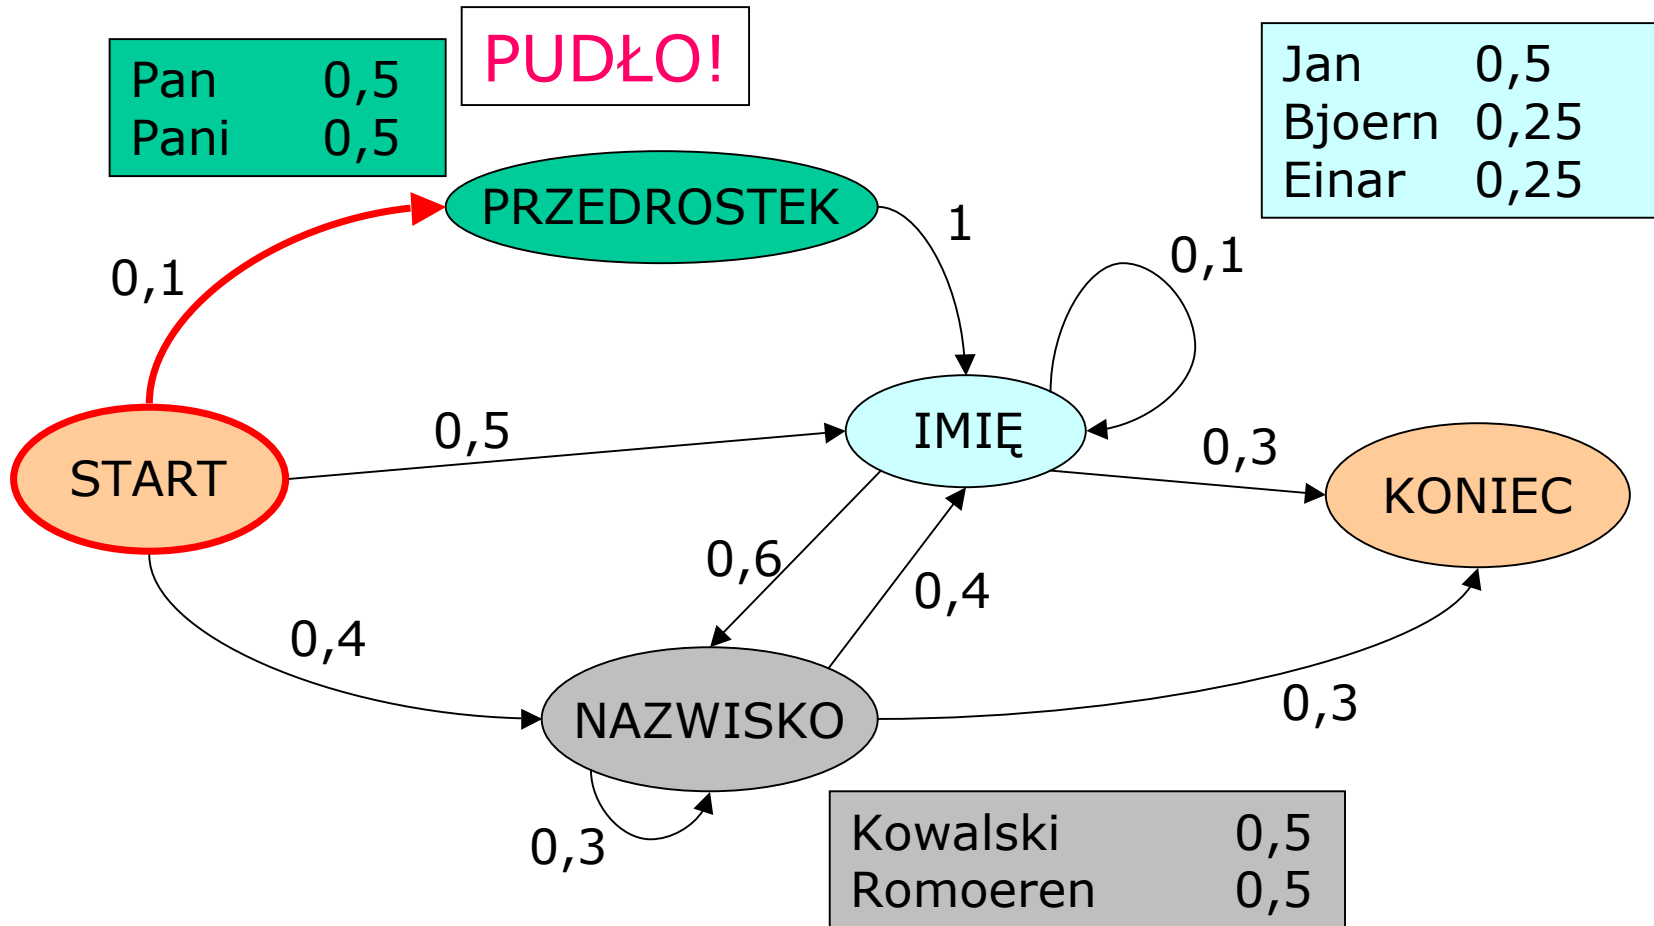 PUDŁO!
Pan 0,5
Pani 0,5
Jan 0,5
Bjoern 0,25
Einar 0,25
PRZEDROSTEK
1
0,1
0,1
0,5
IMIĘ
0,3
START
KONIEC
0,6
0,4
0,4
NAZWISKO
0,3
0,3
Kowalski 0,5
Romoeren 0,5